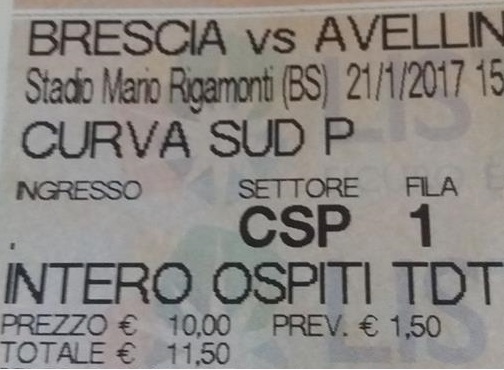 BRESCIA vs AVELLIN
Stadio Mario Rigamonti (BS) 21/1/2017 15
CURVA SUD P
INGRESSO SETTORE FILA
CSP 1
INTERO OSPITI TDT
PREZZO € 10,00 PREV. € 1,50
TOTALE € 11,50